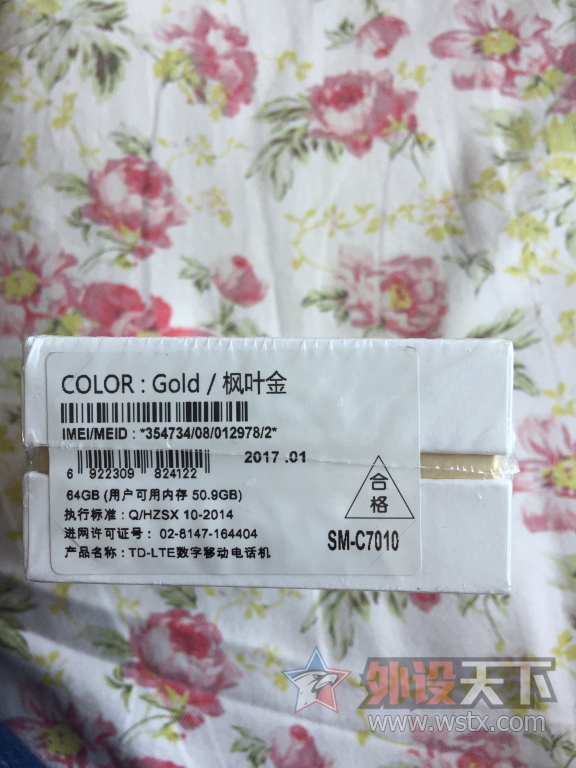 COLOR : Gold / 枫叶金
IMEI/MEID : *354734/08/012978/2*
6 922309 824122
2017 .01
64GB (用户可用内存 50.9GB)
执行标准 : Q/HZSX 10-2014
进网许可证号 : 02-8147-164404
产品名称 : TD-LTE数字移动电话机
合格
SM-C7010
外设天下
www.wstx.com